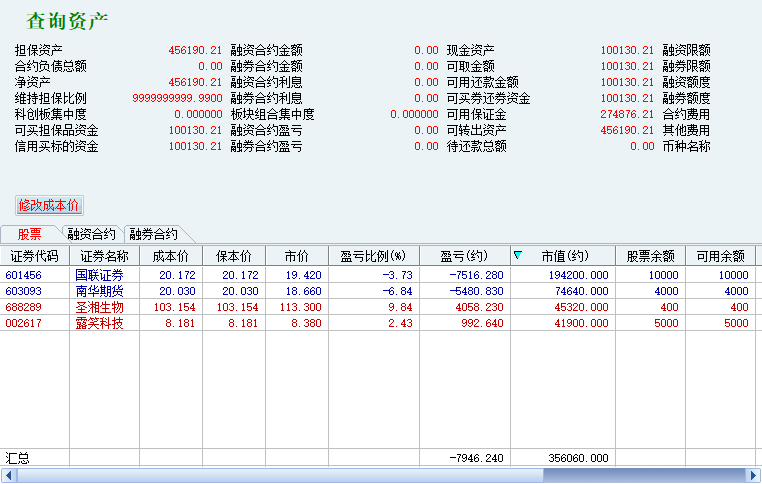 查询资产
担保资产 456190.21 融资合约金额 0.00 现金资产 100130.21 融资限额
合约负债总额 0.00 融券合约金额 0.00 可取金额 100130.21 融券限额
净资产 456190.21 融资合约利息 0.00 可用还款金额 100130.21 融资额度
维持担保比例 9999999999.9900 融券合约利息 0.00 可买券还券资金 100130.21 融券额度
科创板集中度 0.000000 板块组合集中度 0.000000 可用保证金 274876.21 合约费用
可买担保品资金 100130.21 融资合约盈亏 0.00 可转出资产 456190.21 其他费用
信用买标的资金 100130.21 融券合约盈亏 0.00 待还款总额 0.00 币种名称
修改成本价
股票 融资合约 融券合约
证券代码 证券名称 成本价 保本价 市价 盈亏比例(%) 盈亏(约) 市值(约) 股票余额 可用余额
601456 国联证券 20.172 20.172 19.420 -3.73 -7516.280 194200.000 10000 10000
603093 南华期货 20.030 20.030 18.660 -6.84 -5480.830 74640.000 4000 4000
688289 圣湘生物 103.154 103.154 113.300 9.84 4058.230 45320.000 400 400
002617 露笑科技 8.181 8.181 8.380 2.43 992.640 41900.000 5000 5000
汇总 -7946.240 356060.000